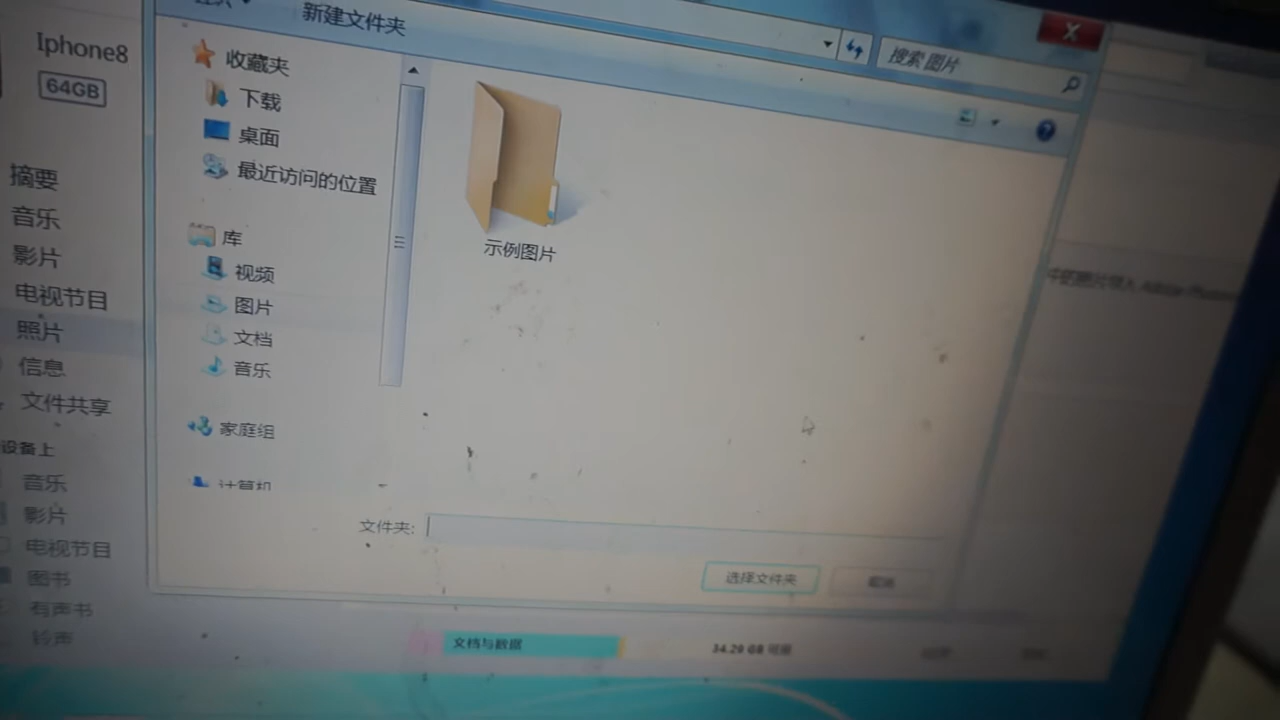 新建文件夹
搜索 图片
Iphone8
64GB
摘要
音乐
影片
电视节目
照片
信息
文件共享
设备上
音乐
影片
电视节目
图书
有声书
铃声
收藏夹
下载
桌面
最近访问的位置
库
视频
图片
文档
音乐
家庭组
计算机
示例图片
文件夹:
选择文件夹
取消
文档与数据
34.20 GB 可用